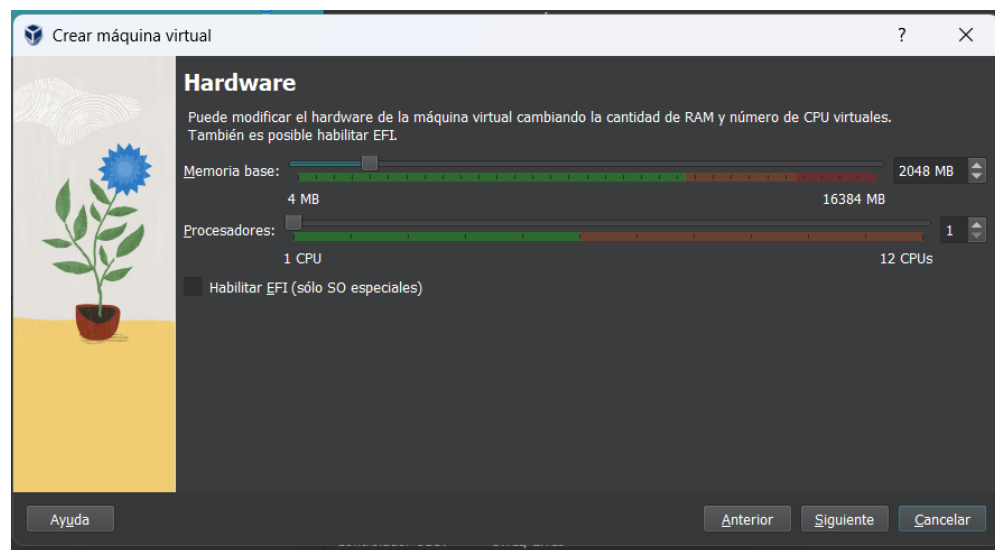 Crear máquina virtual
?
Hardware
Puede modificar el hardware de la máquina virtual cambiando la cantidad de RAM y número de CPU virtuales.
También es posible habilitar EFI.
Memoria base:
2048 MB
4 MB
16384 MB
Procesadores:
1
1 CPU
12 CPUs
Habilitar EFI (sólo SO especiales)
Ayuda
Anterior
Siguiente
Cancelar